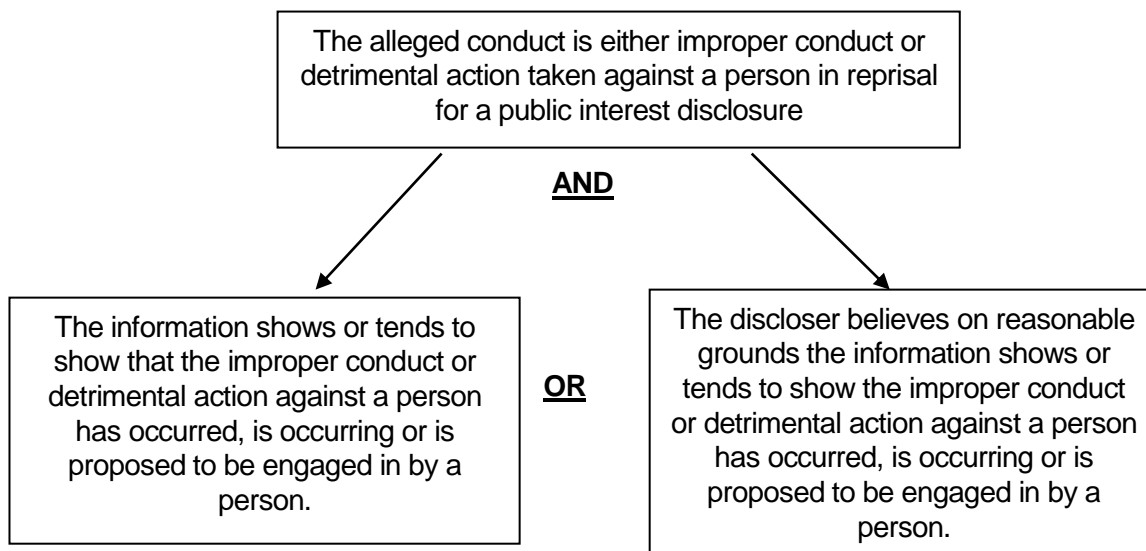 The alleged conduct is either improper conduct or
detrimental action taken against a person in reprisal
for a public interest disclosure
AND
The information shows or tends to
show that the improper conduct or
detrimental action against a person
has occurred, is occurring or is
proposed to be engaged in by a
person.
OR
The discloser believes on reasonable
grounds the information shows or
tends to show the improper conduct
or detrimental action against a person
has occurred, is occurring or is
proposed to be engaged in by a
person.